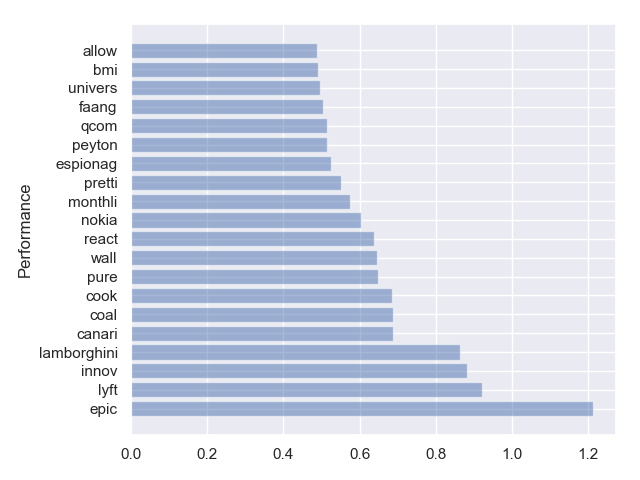 allow
bmi
univers
faang
qcom
peyton
espionag
pretti
monthli
nokia
react
wall
pure
cook
coal
canari
lamborghini
innov
lyft
epic
Performance
0.0 0.2 0.4 0.6 0.8 1.0 1.2